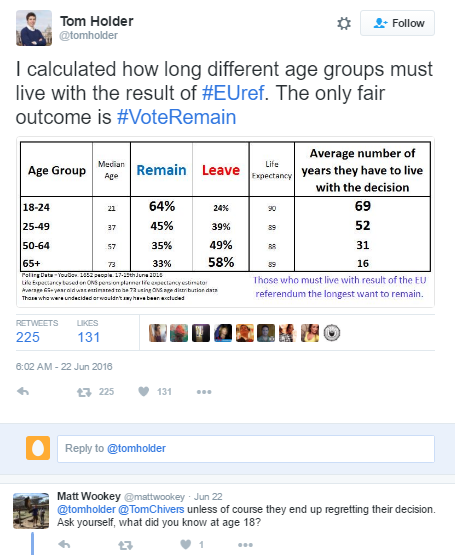 Tom Holder
@tomholder
Follow
I calculated how long different age groups must
live with the result of #EUref. The only fair
outcome is #VoteRemain
Age Group Median Age Remain Leave Life Expectancy Average number of years they have to live with the decision
18-24 21 64% 24% 90 69
25-49 37 45% 39% 89 52
50-64 57 35% 49% 88 31
65+ 73 33% 58% 89 16
Polling Data - YouGov. 1652 people. 17-19th June 2016
Life Expectancy based on ONS pension planner life expectancy estimator
Average 65+ year old was estimated to be 73 using ONS age distribution data
Those who were undecided or wouldn't say have been excluded
Those who must live with result of the EU
referendum the longest want to remain.
RETWEETS LIKES
225 131
6:02 AM - 22 Jun 2016
225 131
Reply to @tomholder
Matt Wookey @mattwookey · Jun 22
@tomholder @TomChivers unless of course they end up regretting their decision.
Ask yourself, what did you know at age 18?
1